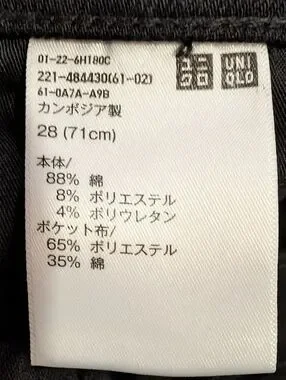 01-22-6H180C
221-484430(61-02)
61-0A7A-A9B
ユニ
クロ
UNI
QLO
カンボジア製
28 (71cm)
本体/
88% 綿
8% ポリエステル
4% ポリウレタン
ポケット布/
65% ポリエステル
35% 綿